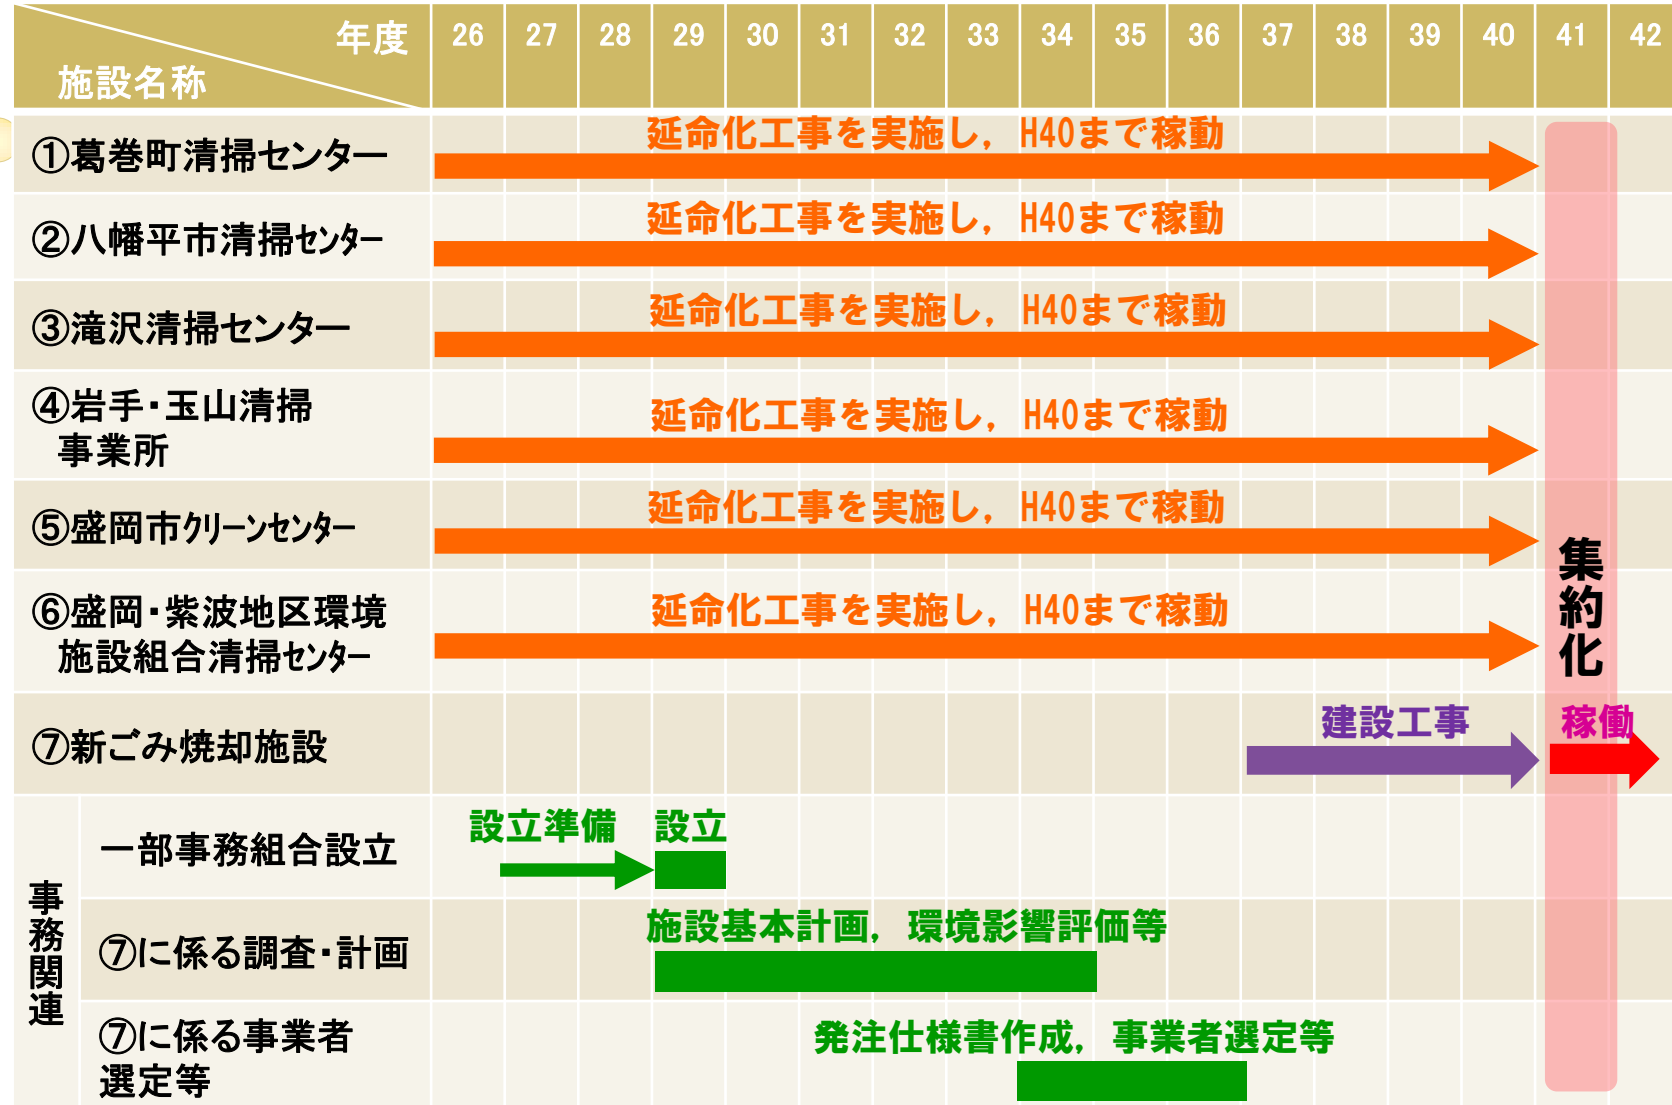 年度 26 27 28 29 30 31 32 33 34 35 36 37 38 39 40 41 42
施設名称
①葛巻町清掃センター
延命化工事を実施し，H40まで稼動
②八幡平市清掃ｾﾝﾀｰ
延命化工事を実施し，H40まで稼動
③滝沢清掃センター
延命化工事を実施し，H40まで稼動
④岩手・玉山清掃
事業所
延命化工事を実施し，H40まで稼動
⑤盛岡市ｸﾘｰﾝｾﾝﾀｰ
延命化工事を実施し，H40まで稼動
⑥盛岡・紫波地区環境
施設組合清掃ｾﾝﾀｰ
延命化工事を実施し，H40まで稼動
集約化
⑦新ごみ焼却施設
建設工事
稼働
事務関連
一部事務組合設立
設立準備
設立
⑦に係る調査・計画
施設基本計画，環境影響評価等
⑦に係る事業者
選定等
発注仕様書作成，事業者選定等